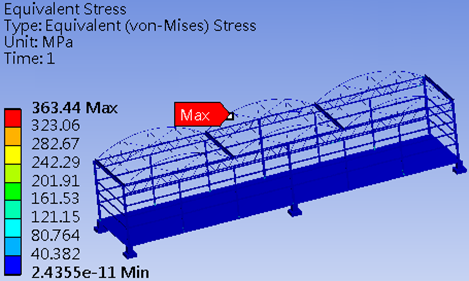 Equivalent Stress
Type: Equivalent (von-Mises) Stress
Unit: MPa
Time: 1
363.44 Max
323.06
282.67
242.29
201.91
161.53
121.15
80.764
40.382
2.4355e-11 Min
Max